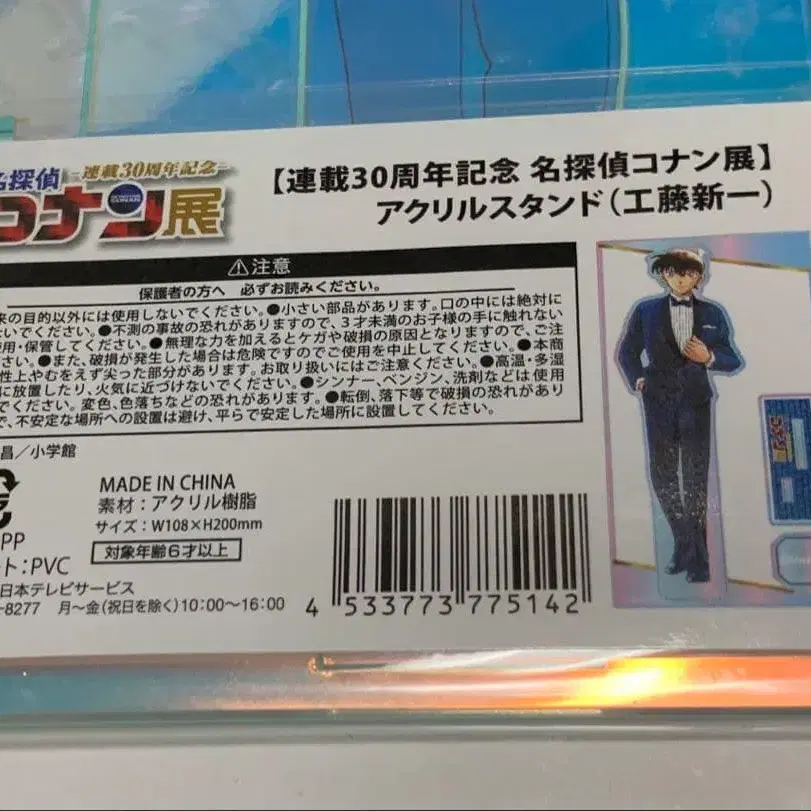 名探偵
-連載30周年記念-
コナン展
DETECTIVE CONAN
【連載30周年記念 名探偵コナン展】
アクリルスタンド(工藤新一)
⚠注意
保護者の方へ 必ずお読みください。
来の目的以外には使用しないでください。●小さい部品があります。口の中には絶対に
ないでください。●不測の事故の恐れがありますので、3才未満のお子様の手に触れない
使用・保管してください。●無理な力を加えるとケガや破損の原因となりますので、ご注
さい。●また、破損が発生した場合は危険ですのでご使用を中止してください。●本商
性上やむをえず尖った部分があります。お取り扱いにはご注意ください。●高温・多湿
に放置したり、火気に近づけないでください。●シンナー、ベンジン、洗剤などは使用
でください。変色、色落ちなどの恐れがあります。●転倒、落下等で破損の恐れがあり
で、不安定な場所への設置は避け、平らで安定した場所に設置してください。
昌/小学館
MADE IN CHINA
素材:アクリル樹脂
サイズ:W108×H200mm
対象年齢6才以上
PP
ト:PVC
日本テレビサービス
-8277 月〜金(祝日を除く)10:00〜16:00
4 533773 775142
コナン展